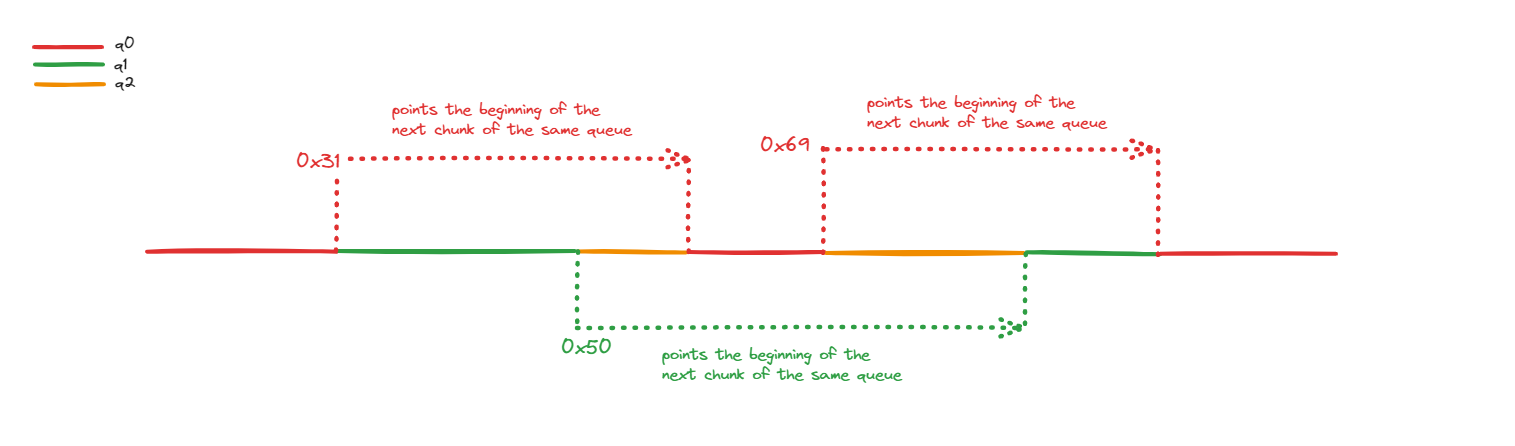 q0
q1
q2
points the beginning of the
next chunk of the same queue
0x31
points the beginning of the
next chunk of the same queue
0x69
0x50
points the beginning of the
next chunk of the same queue